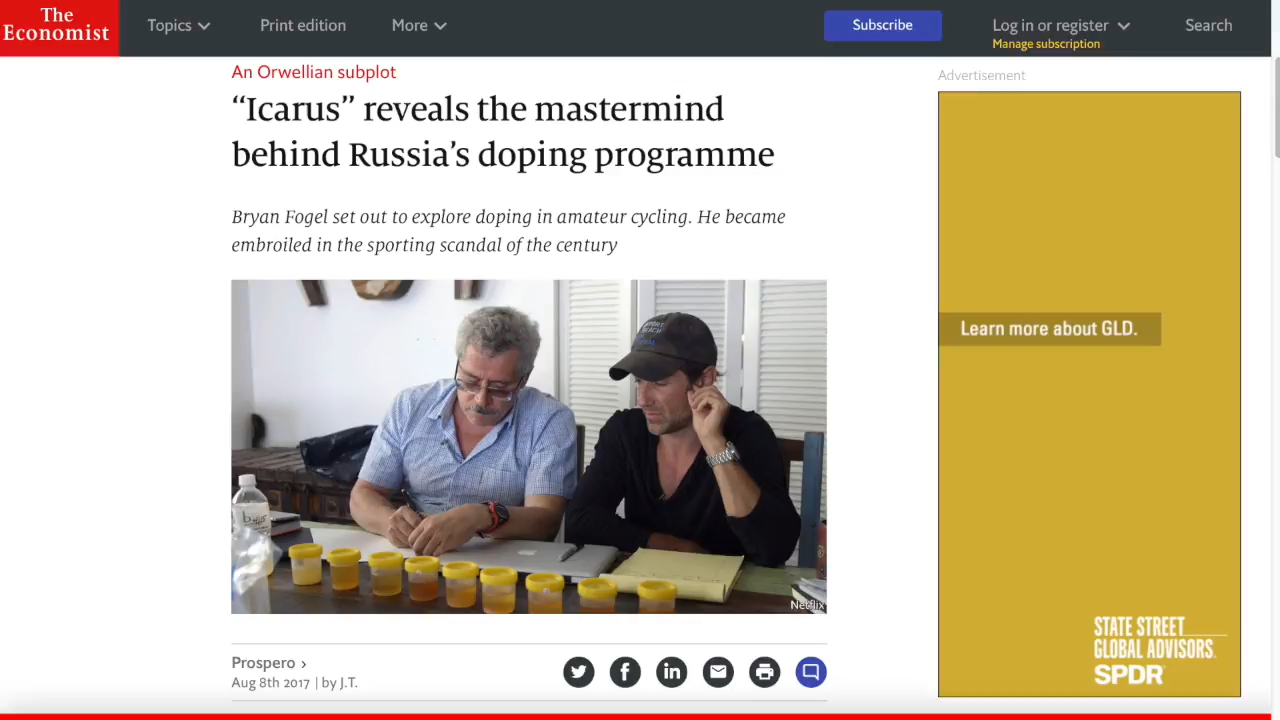 The
Economist
Topics
Print edition
More
Subscribe
Log in or register
Manage subscription
Search
An Orwellian subplot
“Icarus” reveals the mastermind
behind Russia’s doping programme
Bryan Fogel set out to explore doping in amateur cycling. He became
embroiled in the sporting scandal of the century
Netflix
Prospero ›
Aug 8th 2017 | by J.T.
Advertisement
Learn more about GLD.
STATE STREET
GLOBAL ADVISORS.
SPDR